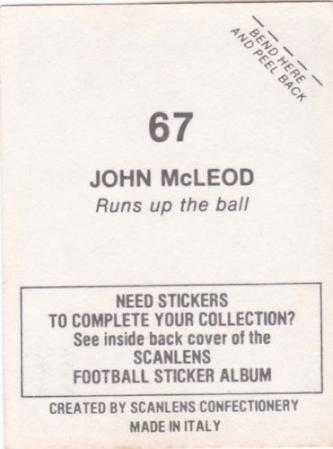 BEND HERE
AND PEEL BACK
67
JOHN McLEOD
Runs up the ball
NEED STICKERS
TO COMPLETE YOUR COLLECTION?
See inside back cover of the
SCANLENS
FOOTBALL STICKER ALBUM
CREATED BY SCANLENS CONFECTIONERY
MADE IN ITALY